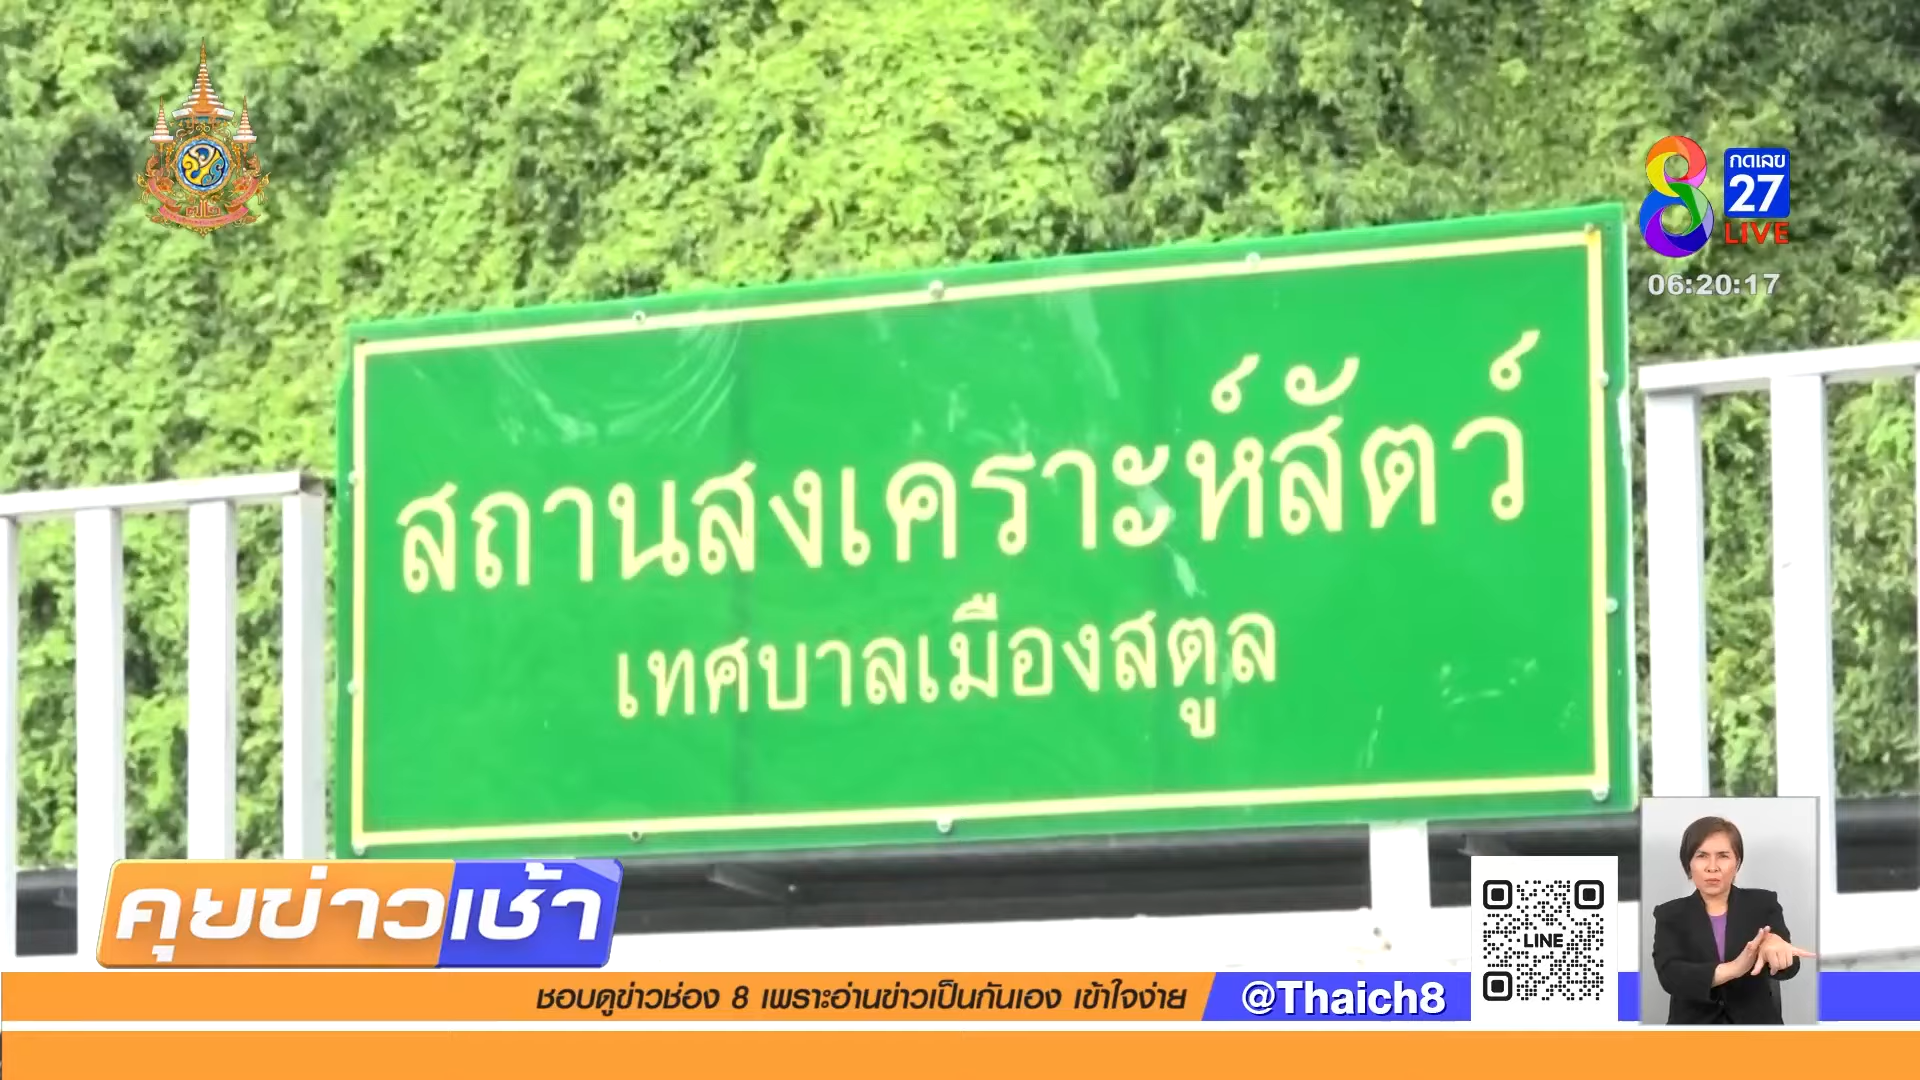 กดเลข
27
LIVE
06:20:17
สถานสงเคราะห์สัตว์
เทศบาลเมืองสตูล
คุยข่าวเช้า
LINE
ชอบดูข่าวช่อง 8 เพราะอ่านข่าวเป็นกันเอง เข้าใจง่าย
@Thaich8